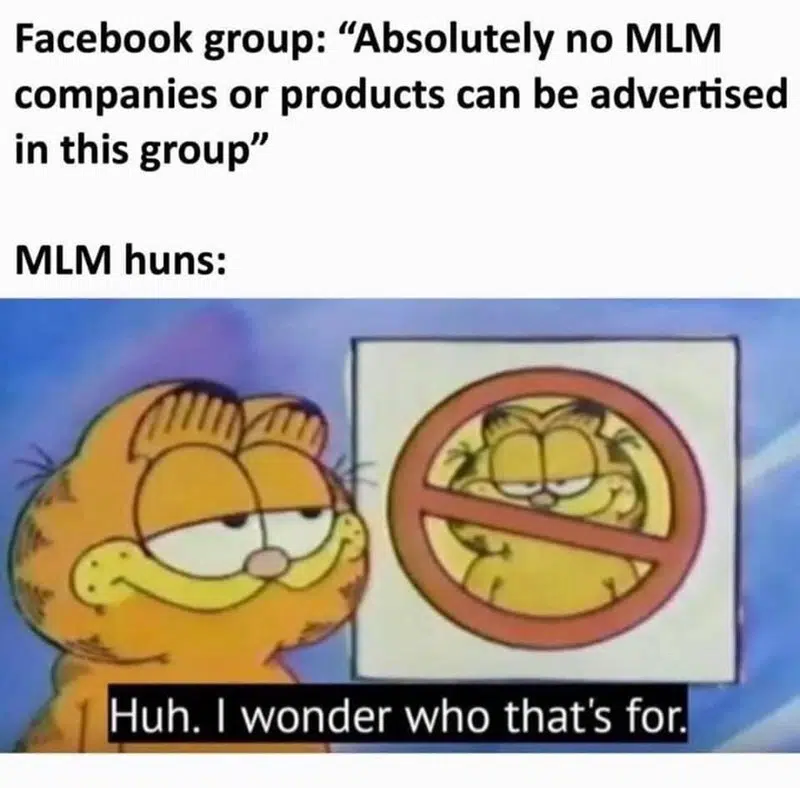 Facebook group: “Absolutely no MLM
companies or products can be advertised
in this group”
MLM huns:
Huh. I wonder who that's for.